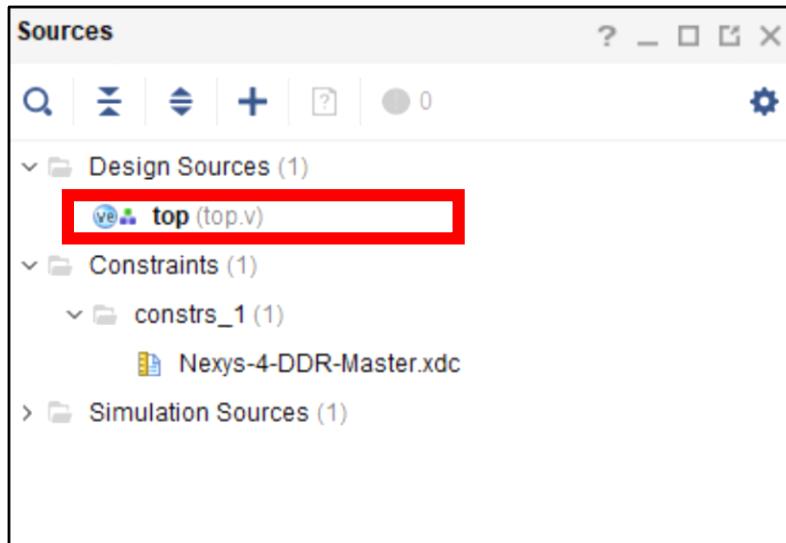 Sources
0
Design Sources (1)
top (top.v)
Constraints (1)
constrs_1 (1)
Nexys-4-DDR-Master.xdc
Simulation Sources (1)